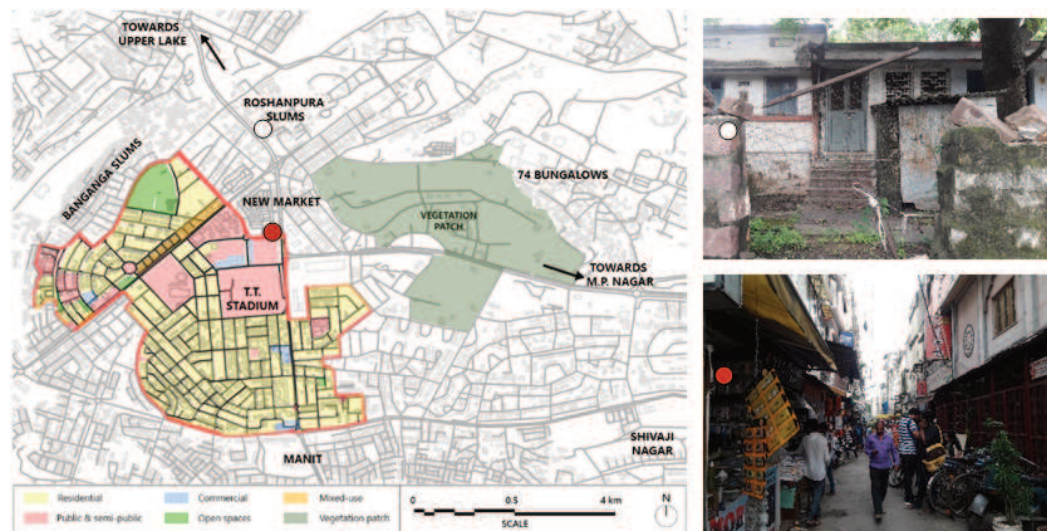 TOWARDS
UPPER LAKE
ROSHANPURA
SLUMS
BANGANGA SLUMS
NEW MARKET
74 BUNGALOWS
VEGETATION
PATCH
TOWARDS
M.P. NAGAR
T.T.
STADIUM
MANIT
SHIVAJI
NAGAR
Residential
Commercial
Mixed-use
Public & semi-public
Open spaces
Vegetation patch
0 0.5 4 km
SCALE
N